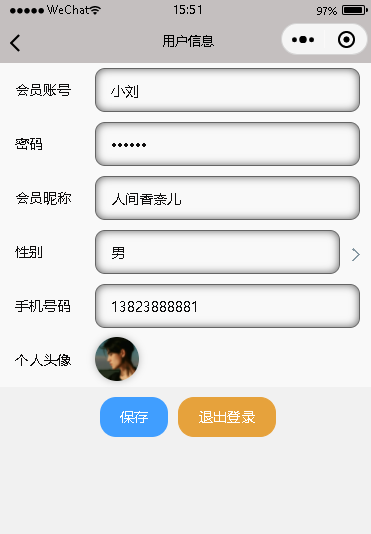 ●●●●● WeChat 15:51 97%
用户信息
会员账号 小刘
密码 ••••••
会员昵称 人间香奈儿
性别 男
手机号码 13823888881
个人头像
保存 退出登录